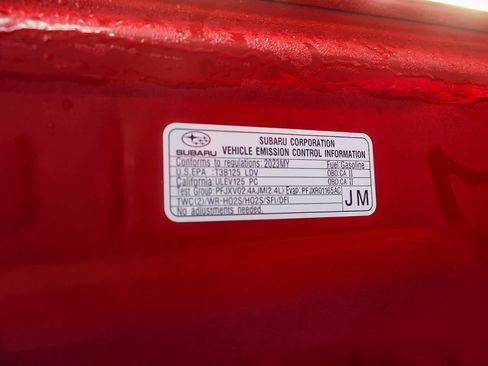 SUBARU CORPORATION
SUBARU VEHICLE EMISSION CONTROL INFORMATION
Conforms to regulations: 2023MY Fuel: Gasoline
U.S.EPA : T3B125 LDV OBD:CA II
California: ULEV125 PC OBD:CA II
Test Group: PFJXV02.4AJM(2.4L) Evap: PFJXR0116SAC
TWC(2)/WR-HO2S/HO2S/SFI/DFI JM
No adjustments needed.